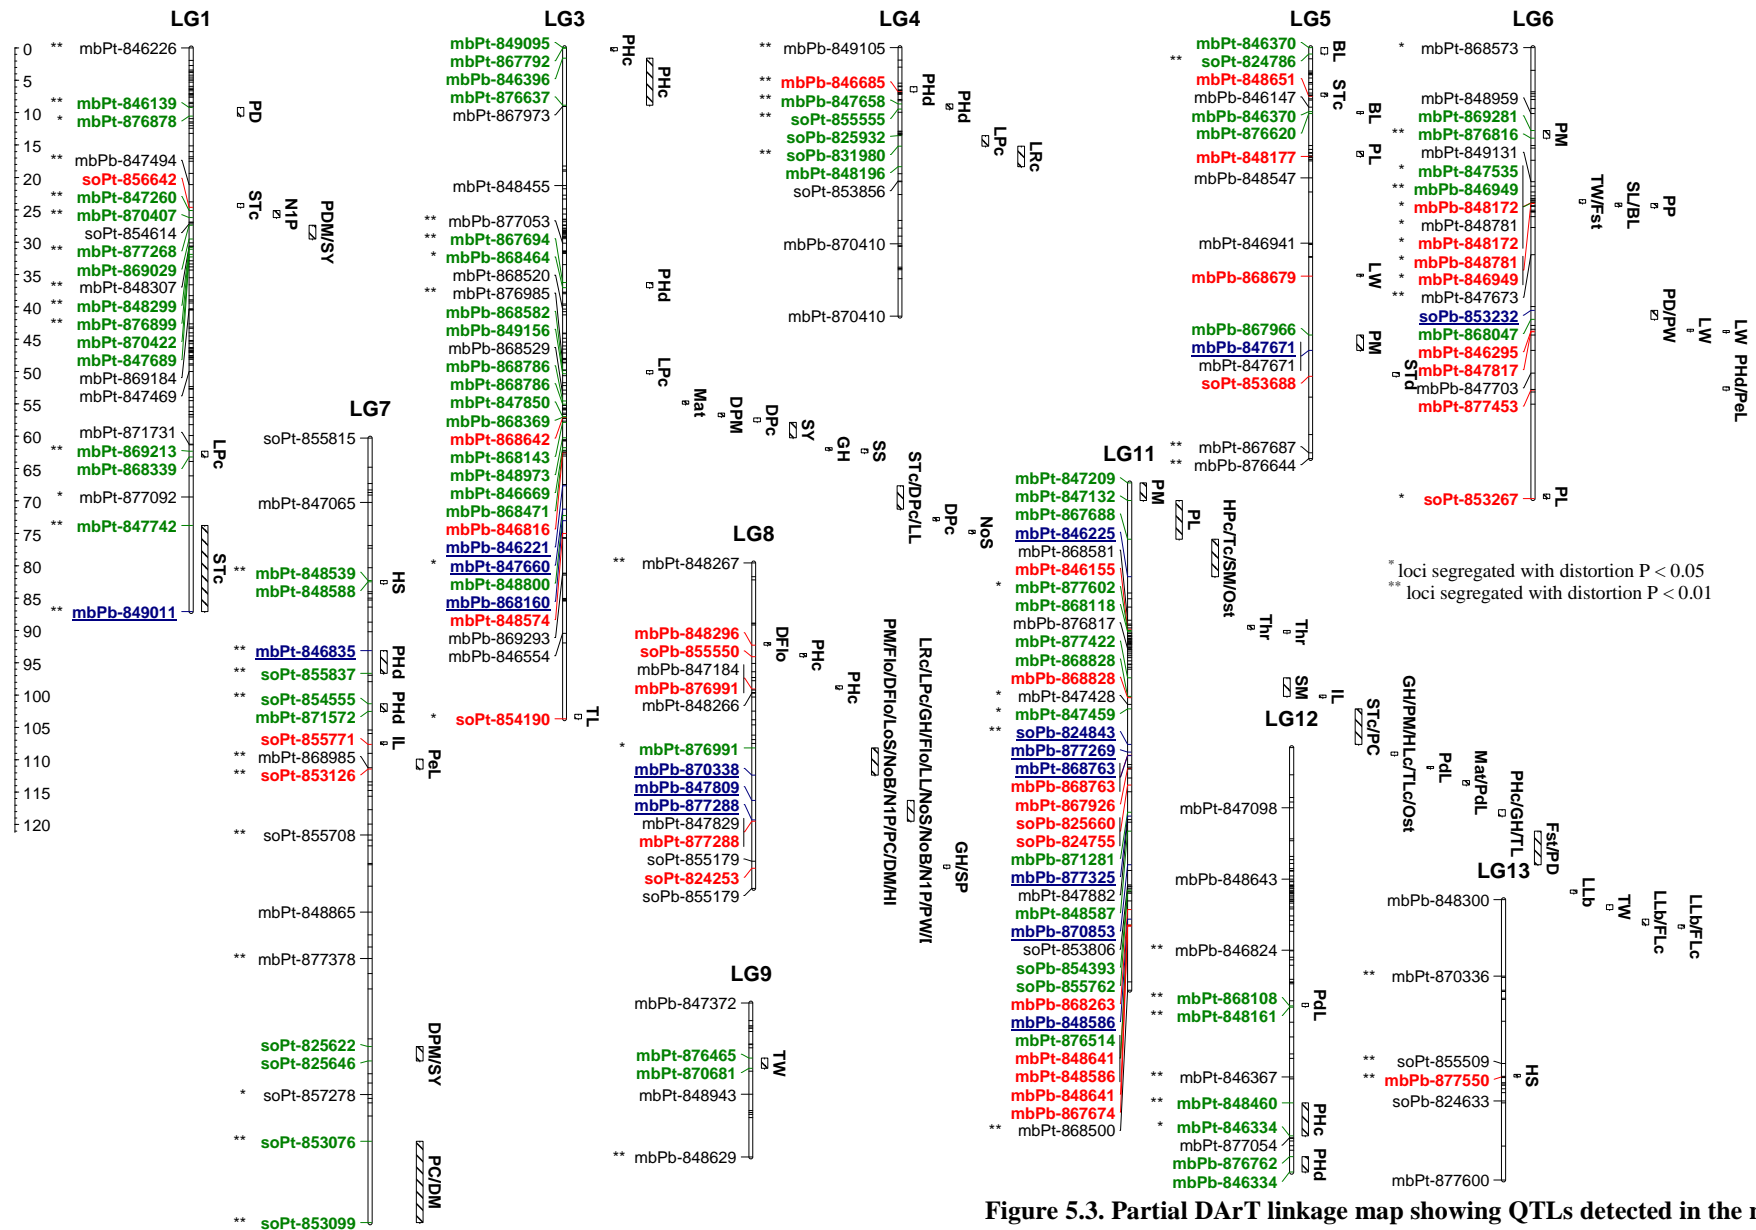 LG1
0
5
10
15
20
25
30
35
40
45
50
55
60
65
70
75
80
85
90
95
100
105
110
115
120
** mbPt-846226
** mbPt-846139
* mbPt-876878
** mbPb-847494
soPt-856642
** mbPt-847260
** mbPt-870407
soPt-854614
** mbPt-877268
mbPb-869029
** mbPt-848307
** mbPt-848299
** mbPt-876899
mbPt-870422
mbPt-847689
mbPt-869184
mbPt-847469
mbPt-871731
** mbPt-869213
mbPt-868339
* mbPt-877092
** mbPt-847742
** mbPb-849011
PD
STc
N1P
PDM/SY
LPc
STc
LG7
soPt-855815
mbPt-847065
** mbPt-848539
mbPt-848588
** mbPt-846835
** soPt-855837
** soPt-854555
mbPt-871572
soPt-855771
** mbPt-868985
** soPt-853126
** soPt-855708
mbPt-848865
** mbPt-877378
soPt-825622
soPt-825646
* soPt-857278
** soPt-853076
** soPt-853099
HS
PHd
PHd
IL
PeL
DPM/SY
PC/DM
LG3
mbPt-849095
mbPt-867792
mbPb-846396
mbPt-876637
mbPt-867973
mbPt-848455
** mbPb-877053
** mbPt-867694
* mbPb-868464
mbPt-868520
** mbPt-876985
mbPb-868582
mbPb-849156
mbPb-868529
mbPb-868786
mbPt-868786
mbPt-847850
mbPb-868369
mbPt-868642
mbPt-868143
mbPt-848973
mbPt-846669
mbPb-868471
mbPt-846816
mbPb-846221
* mbPt-847660
mbPt-848800
mbPb-868160
mbPt-848574
mbPb-869293
mbPb-846554
* soPt-854190
PHc
PHc
PHd
LPc
Mat
DPM
DPc
SY
GH
SS
STc/DPc/LL
DPc
NoS
TL
LG8
** mbPt-848267
mbPb-848296
soPb-855550
mbPb-847184
mbPb-876991
mbPt-848266
* mbPt-876991
mbPb-870338
mbPb-847809
mbPb-877288
mbPt-847829
mbPt-877288
soPt-855179
soPt-824253
soPb-855179
DFlo
PHc
PHc
PM/Flo/DFlo/LoS/NoB/N1P/PC/DM/HI
LRc/LPc/GH/Flo/LL/NoS/NoB/N1P/PW/I
GH/SP
LG9
mbPb-847372
mbPt-876465
mbPt-870681
mbPt-848943
** mbPb-848629
TW
LG4
** mbPb-849105
** mbPb-846685
** mbPb-847658
** soPt-855555
soPb-825932
** soPb-831980
mbPt-848196
soPt-853856
mbPb-870410
mbPt-870410
PHd
PHd
LPc
LRc
LG11
mbPt-847209
mbPt-847132
mbPt-867688
mbPt-846225
mbPt-868581
mbPt-846155
* mbPt-877602
mbPt-868118
mbPb-876817
mbPt-877422
mbPt-868828
mbPb-868828
* mbPt-847428
* mbPt-847459
** soPb-824843
mbPb-877269
mbPt-868763
mbPb-868763
mbPt-867926
soPb-825660
soPb-824755
mbPb-871281
mbPb-877325
mbPt-847882
mbPt-848587
mbPb-870853
soPt-853806
soPb-854393
soPb-855762
mbPb-868263
mbPb-848586
mbPt-876514
mbPt-848641
mbPt-848586
mbPb-848641
mbPb-867674
** mbPt-868500
PM
PL
HPc/Tc/SM/Ost
Thr
Thr
SM
IL
STc/PC
GH/PM/HLc/TLc/Ost
PdL
Mat/PdL
PHc/GH/TL
Fst/PD
LLb
TW
LLb/FLc
LLb/FLc
LG5
mbPt-846370
** soPt-824786
mbPt-848651
mbPb-846147
mbPb-846370
mbPt-876620
mbPt-848177
mbPb-848547
mbPt-846941
mbPb-868679
mbPb-867966
mbPb-847671
mbPt-847671
soPt-853688
** mbPt-867687
** mbPb-876644
BL
STc
BL
PL
LW
PM
STd
LG12
mbPt-847098
mbPb-848643
** mbPb-846824
** mbPt-868108
** mbPt-848161
** mbPt-846367
** mbPt-848460
* mbPt-846334
mbPt-877054
mbPb-876762
mbPb-846334
PdL
PHc
PHd
LG6
* mbPt-868573
mbPt-848959
mbPt-869281
** mbPt-876816
mbPt-849131
* mbPt-847535
** mbPb-846949
* mbPb-848172
* mbPt-848781
* mbPt-848172
* mbPb-848781
** mbPt-846949
** mbPt-847673
soPb-853232
mbPt-868047
mbPt-846295
mbPt-847817
mbPb-847703
mbPt-877453
* soPt-853267
PM
TW/Fst
SL/BL
PP
PD/PW
LW
LW
PHd/PeL
PL
* loci segregated with distortion P < 0.05
** loci segregated with distortion P < 0.01
LG13
mbPb-848300
** mbPt-870336
** soPt-855509
** mbPb-877550
soPb-824633
mbPt-877600
HS
Figure 5.3. Partial DArT linkage map showing QTLs detected in the